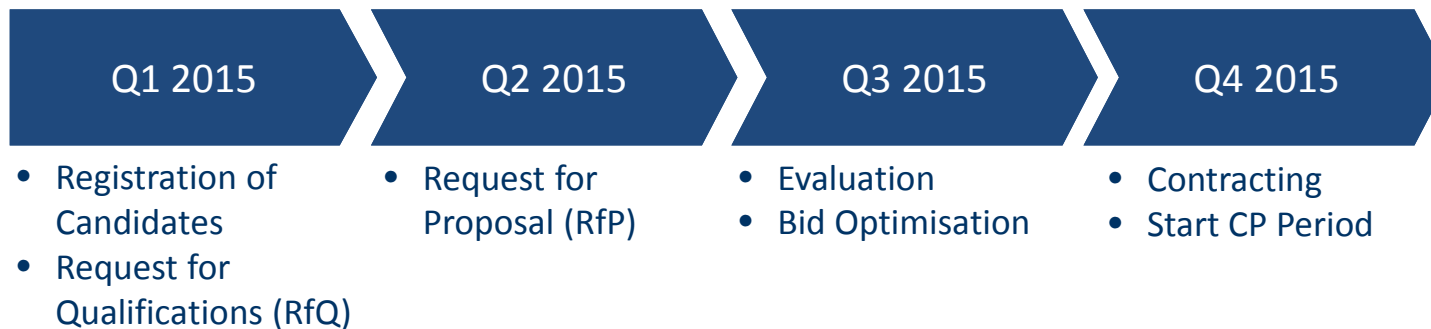 Q1 2015
Q2 2015
Q3 2015
Q4 2015
• Registration of
Candidates
• Request for
Qualifications (RfQ)
• Request for
Proposal (RfP)
• Evaluation
• Bid Optimisation
• Contracting
• Start CP Period